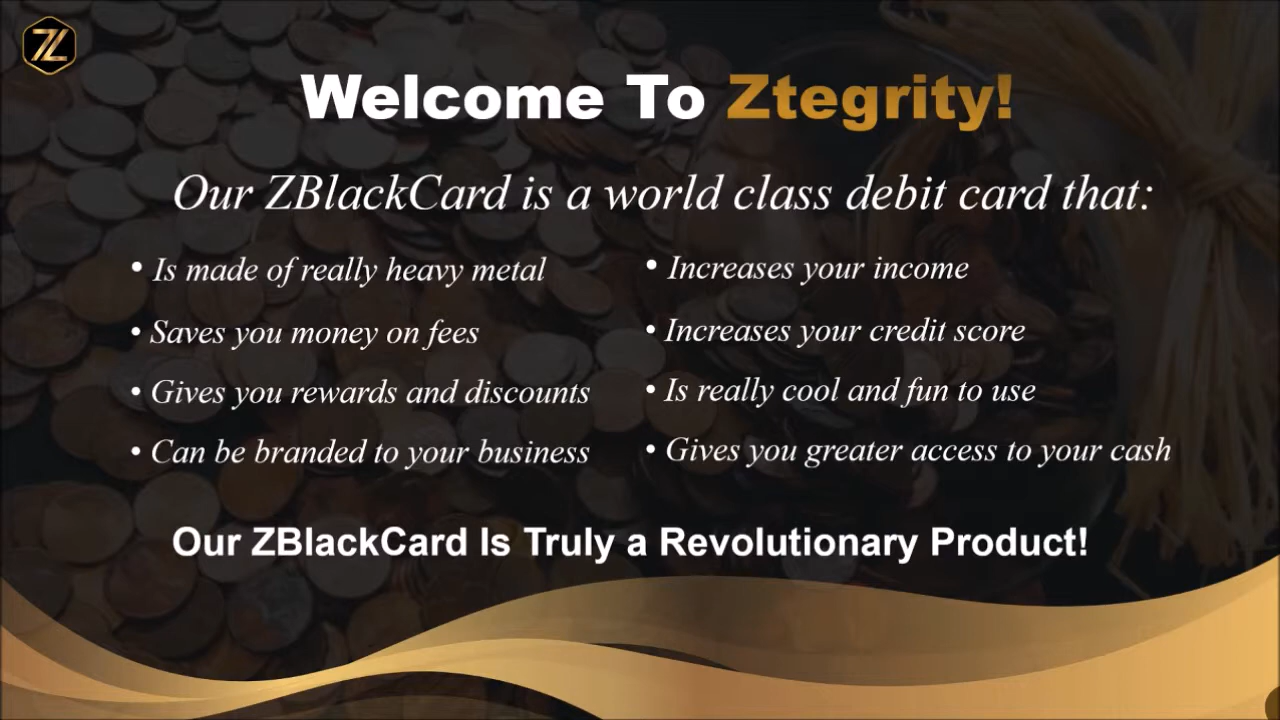 Welcome To Ztegrity!
Our ZBlackCard is a world class debit card that:
• Is made of really heavy metal
• Saves you money on fees
• Gives you rewards and discounts
• Can be branded to your business
• Increases your income
• Increases your credit score
• Is really cool and fun to use
• Gives you greater access to your cash
Our ZBlackCard Is Truly a Revolutionary Product!